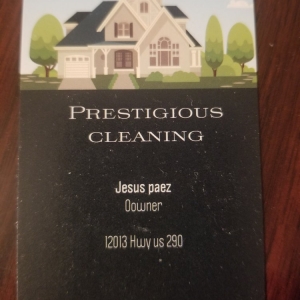 PRESTIGIOUS
CLEANING
Jesus paez
Oowner
12013 Hwy us 290